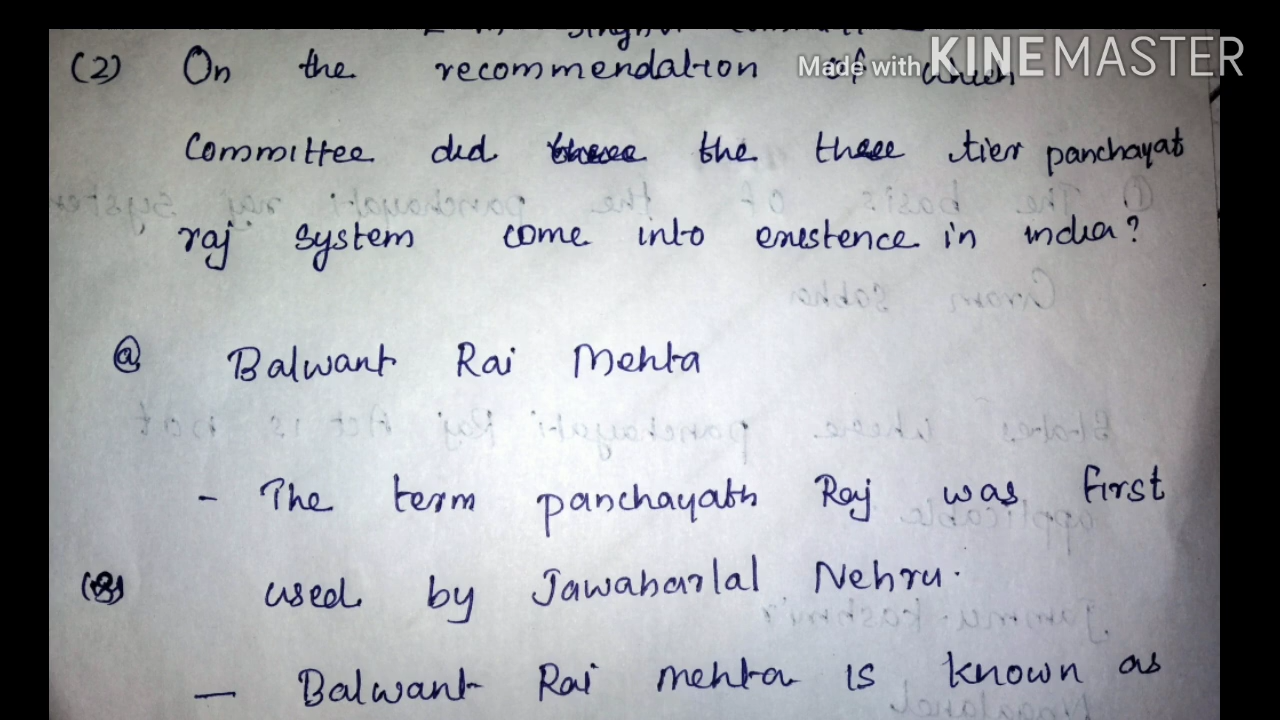 (2) On the recommendation of which
Made with KINEMASTER
Committee did the three tier panchayat
raj system come into existence in india?
@ Balwant Rai Mehta
- The term panchayath Raj was first
used by Jawaharlal Nehru.
— Balwant Rai mehta is known as